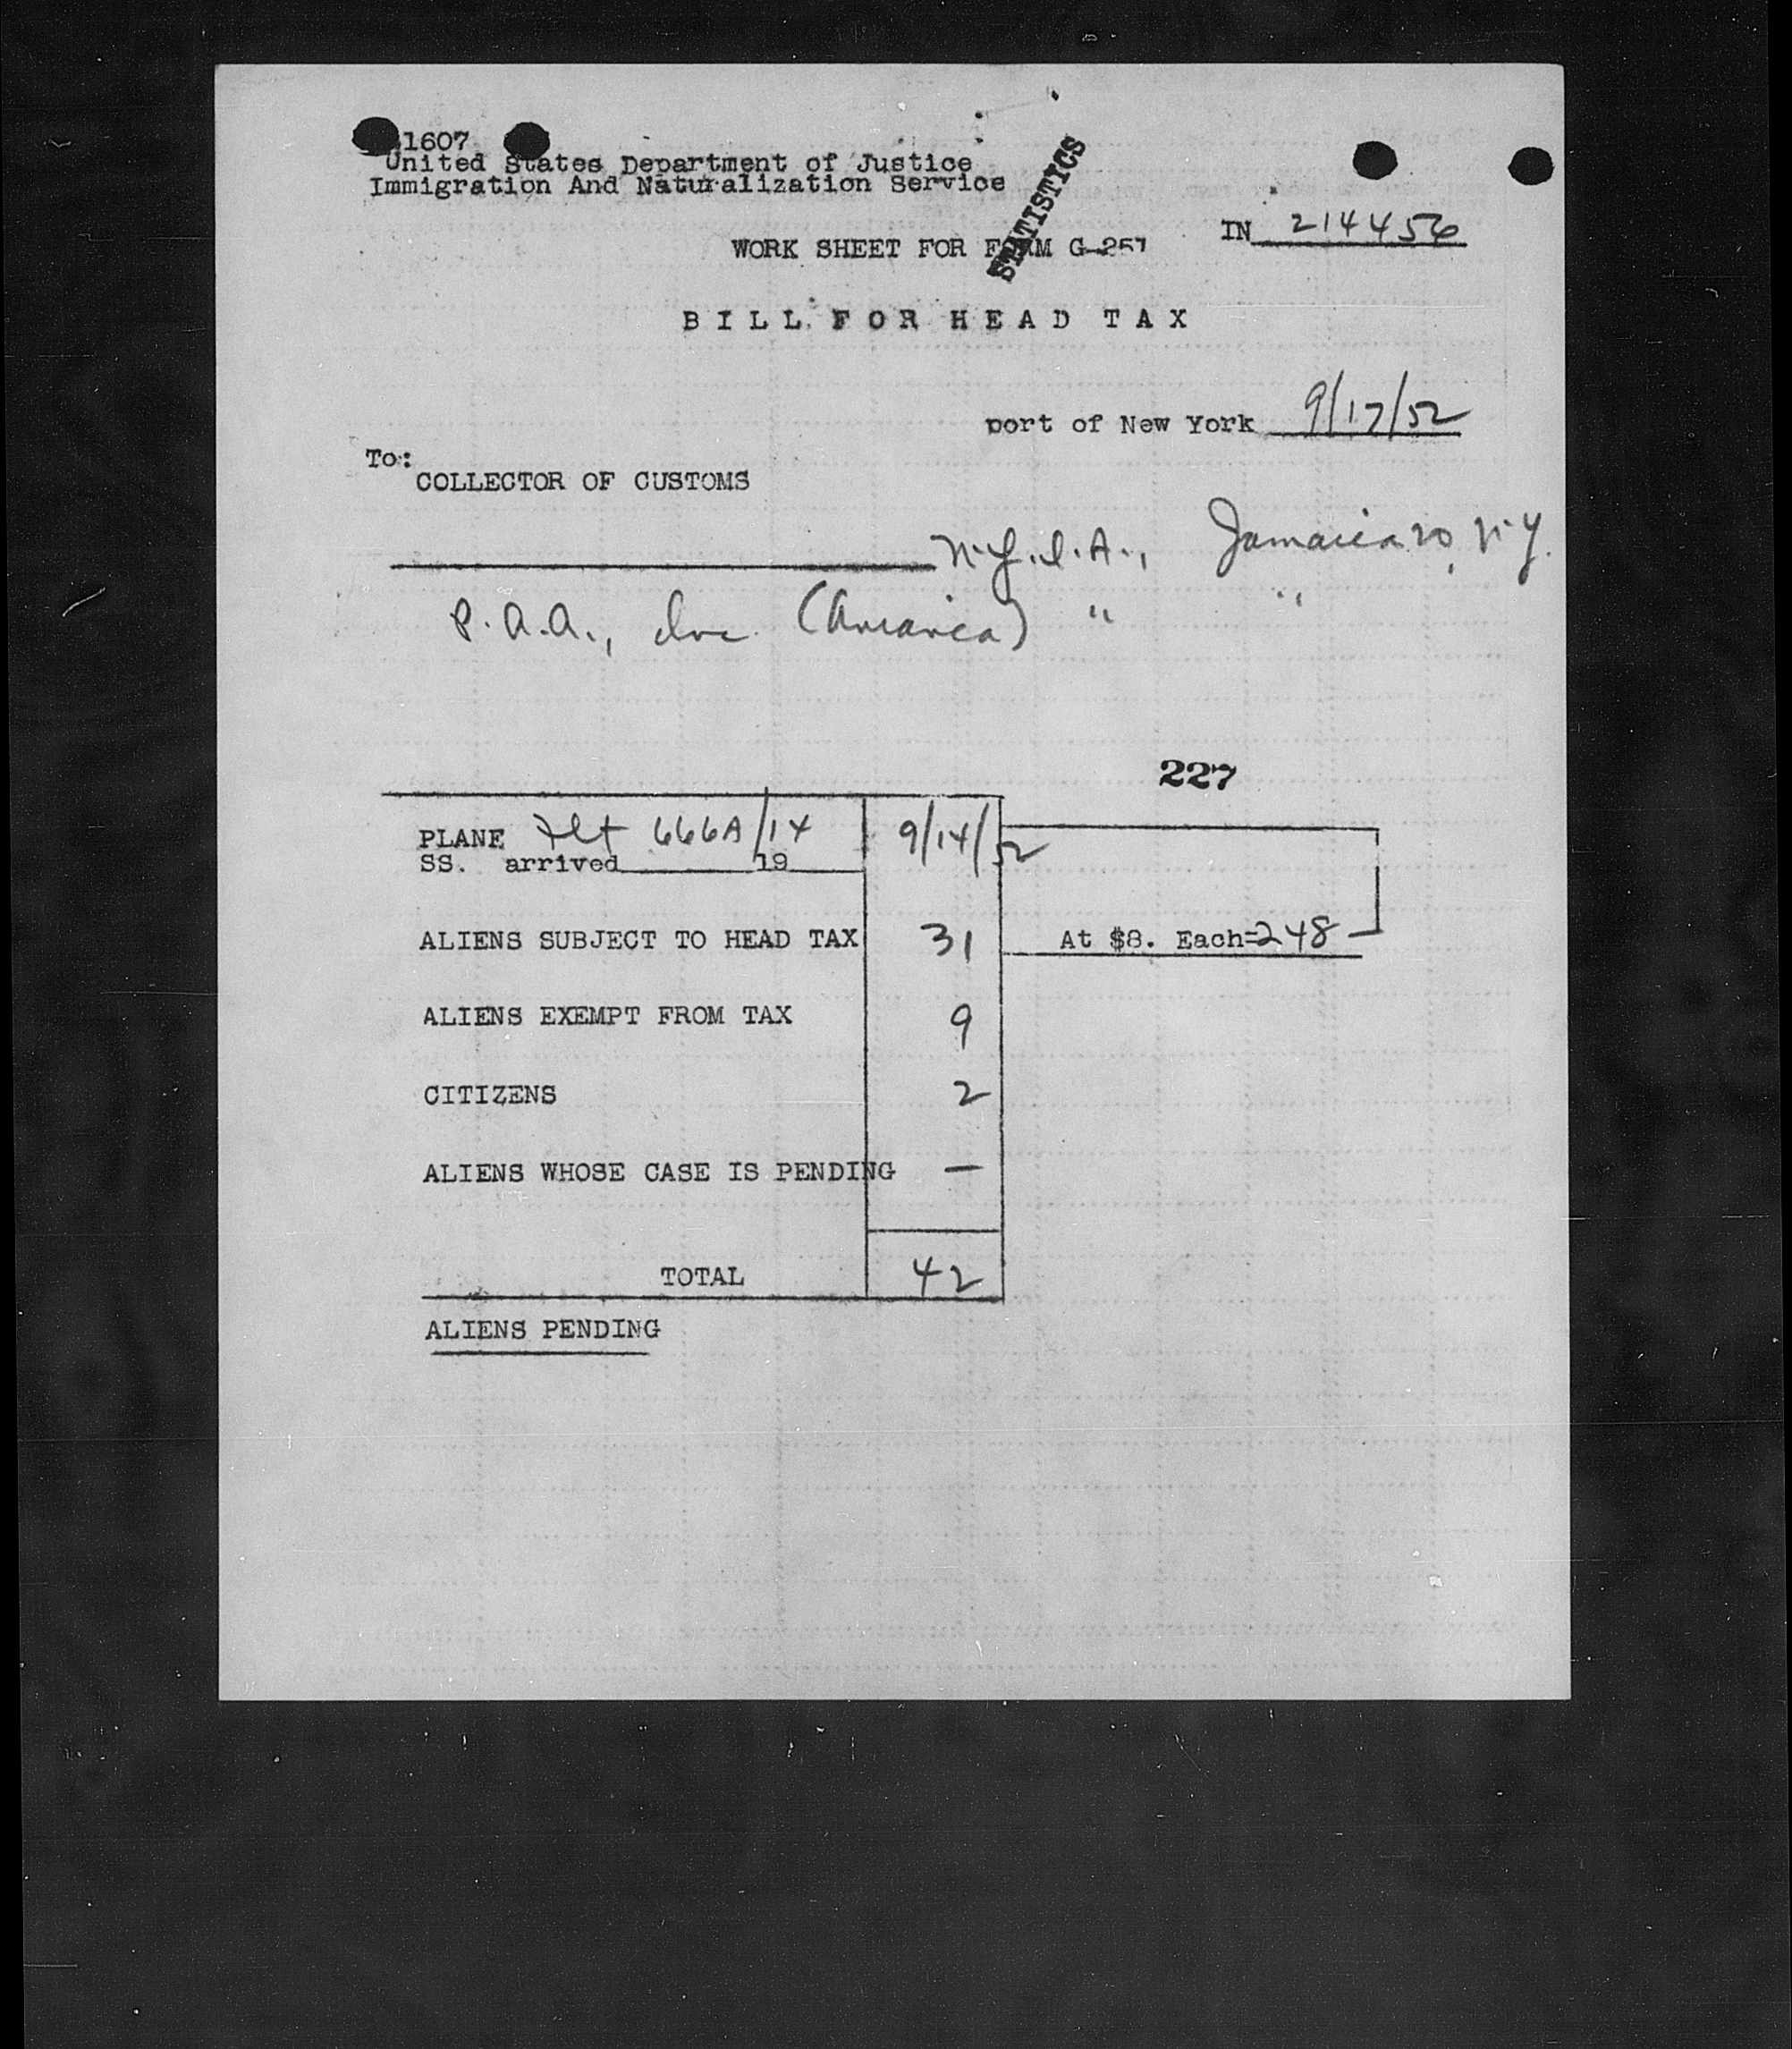 1607
United States Department of Justice
Immigration And Naturalization Service
STATISTICS
WORK SHEET FOR FORM G-257
IN 214456
BILL FOR HEAD TAX
port of New York 9/17/52
To:
COLLECTOR OF CUSTOMS
N.Y.I.A., Jamaica 20, N.Y.
P.A.A., Inc. (America) " "
227
PLANE Flt 666A/14 9/14/52
SS. arrived 19
ALIENS SUBJECT TO HEAD TAX 31 At $8. Each=248-
ALIENS EXEMPT FROM TAX 9
CITIZENS 2
ALIENS WHOSE CASE IS PENDING —
TOTAL 42
ALIENS PENDING